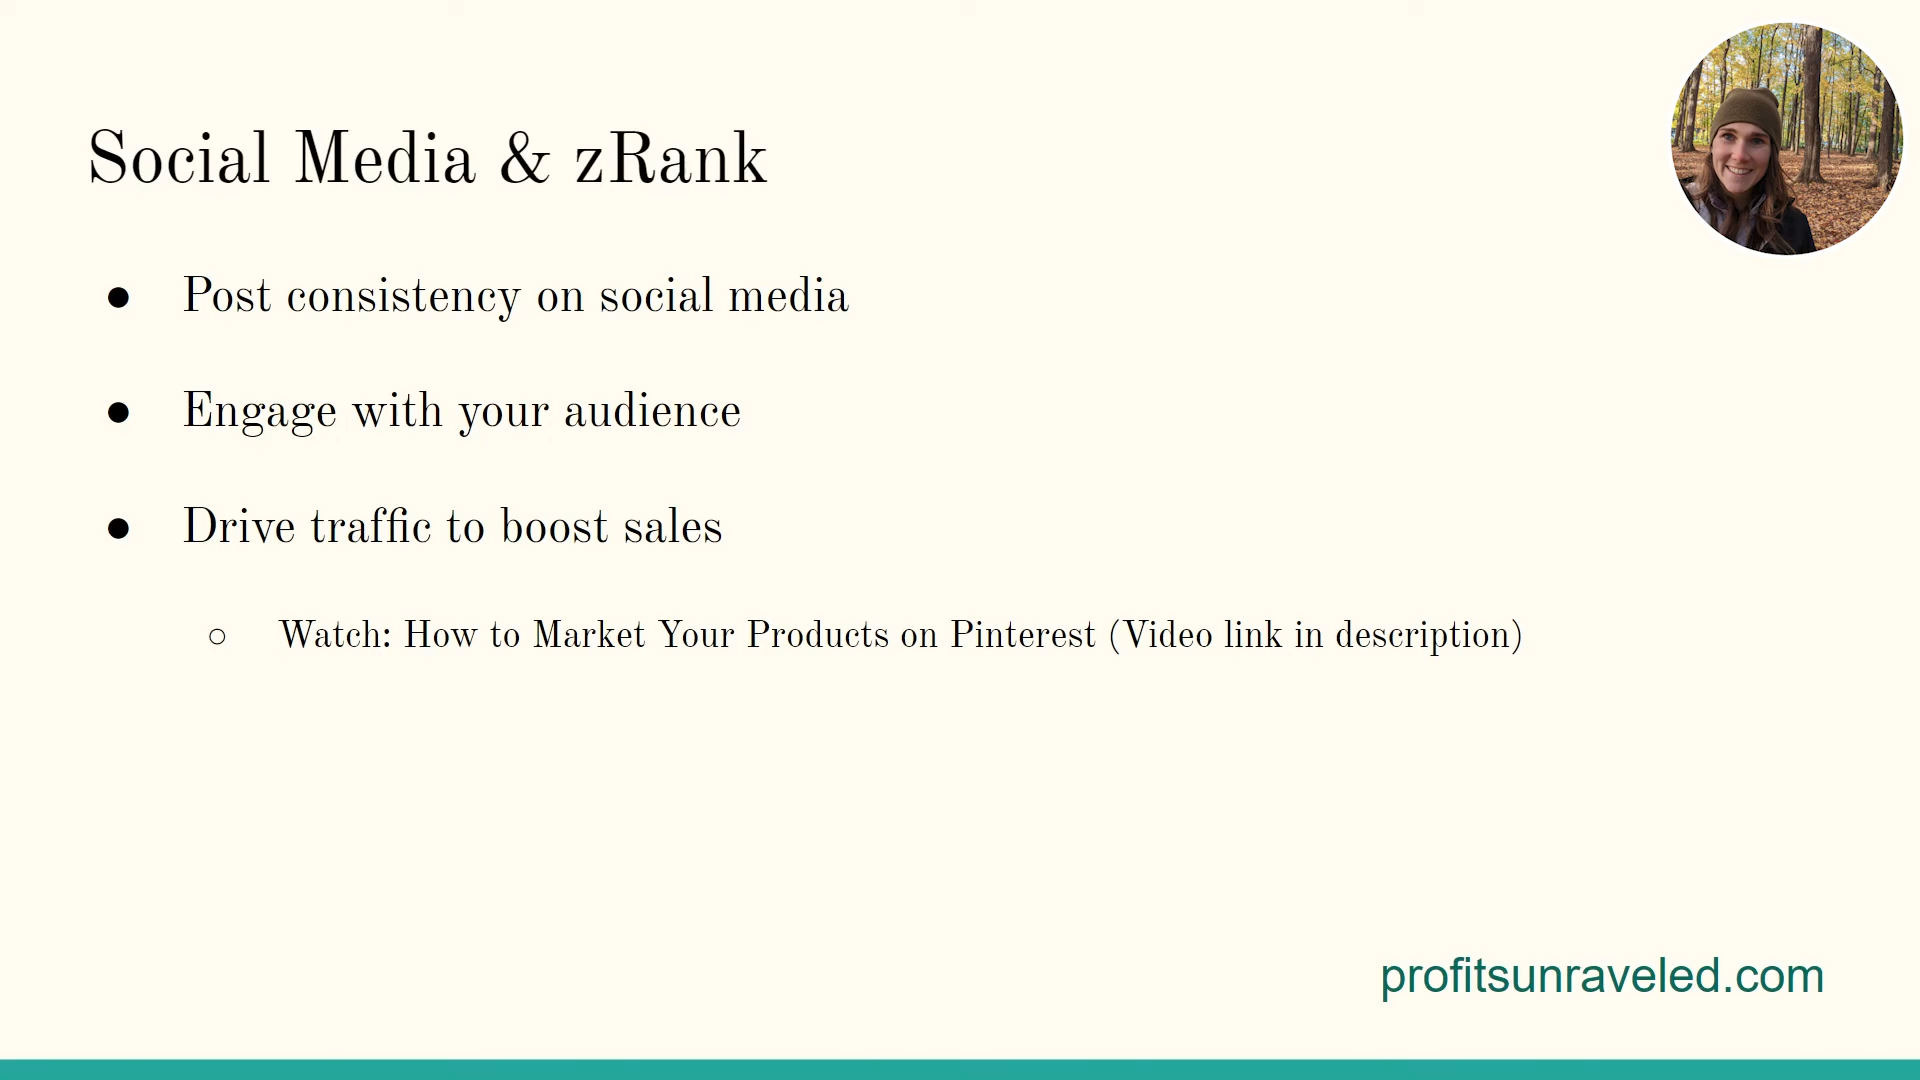 Social Media & zRank
● Post consistency on social media
● Engage with your audience
● Drive traffic to boost sales
○ Watch: How to Market Your Products on Pinterest (Video link in description)
profitsunraveled.com